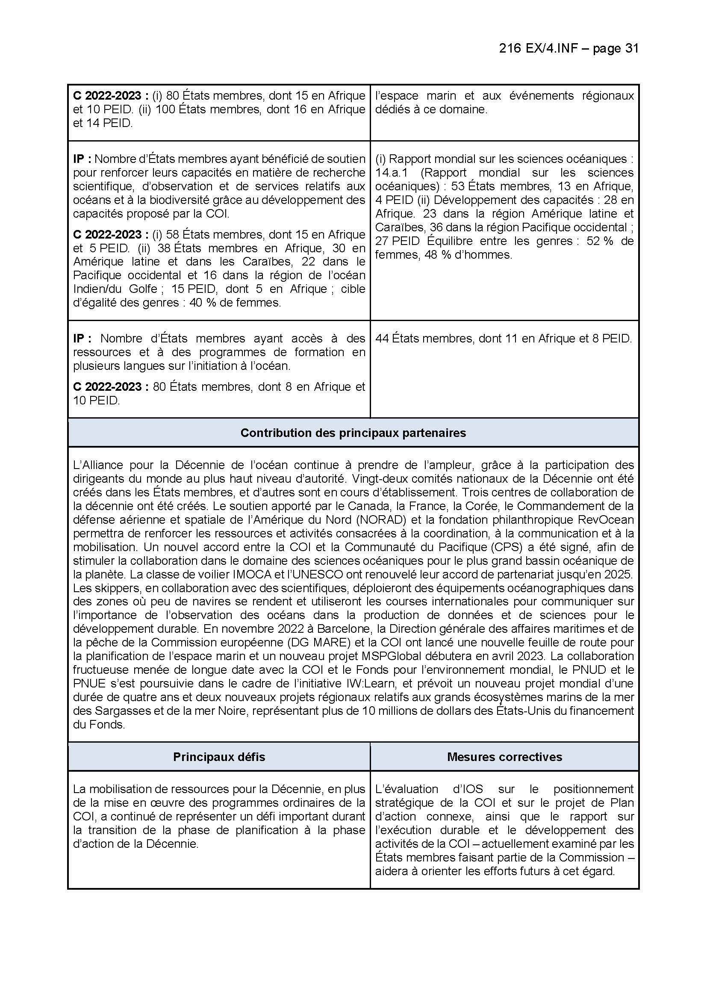 216 EX/4.INF – page 31
C 2022-2023 : (i) 80 États membres, dont 15 en Afrique
et 10 PEID. (ii) 100 États membres, dont 16 en Afrique
et 14 PEID.
l’espace marin et aux événements régionaux
dédiés à ce domaine.
IP : Nombre d’États membres ayant bénéficié de soutien
pour renforcer leurs capacités en matière de recherche
scientifique, d’observation et de services relatifs aux
océans et à la biodiversité grâce au développement des
capacités proposé par la COI.
C 2022-2023 : (i) 58 États membres, dont 15 en Afrique
et 5 PEID. (ii) 38 États membres en Afrique, 30 en
Amérique latine et dans les Caraïbes, 22 dans le
Pacifique occidental et 16 dans la région de l’océan
Indien/du Golfe ; 15 PEID, dont 5 en Afrique ; cible
d’égalité des genres : 40 % de femmes.
(i) Rapport mondial sur les sciences océaniques :
14.a.1 (Rapport mondial sur les sciences
océaniques) : 53 États membres, 13 en Afrique,
4 PEID (ii) Développement des capacités : 28 en
Afrique. 23 dans la région Amérique latine et
Caraïbes, 36 dans la région Pacifique occidental ;
27 PEID Équilibre entre les genres : 52 % de
femmes, 48 % d’hommes.
IP : Nombre d’États membres ayant accès à des
ressources et à des programmes de formation en
plusieurs langues sur l’initiation à l’océan.
C 2022-2023 : 80 États membres, dont 8 en Afrique et
10 PEID.
44 États membres, dont 11 en Afrique et 8 PEID.
Contribution des principaux partenaires
L’Alliance pour la Décennie de l’océan continue à prendre de l’ampleur, grâce à la participation des
dirigeants du monde au plus haut niveau d’autorité. Vingt-deux comités nationaux de la Décennie ont été
créés dans les États membres, et d’autres sont en cours d’établissement. Trois centres de collaboration de
la décennie ont été créés. Le soutien apporté par le Canada, la France, la Corée, le Commandement de la
défense aérienne et spatiale de l’Amérique du Nord (NORAD) et la fondation philanthropique RevOcean
permettra de renforcer les ressources et activités consacrées à la coordination, à la communication et à la
mobilisation. Un nouvel accord entre la COI et la Communauté du Pacifique (CPS) a été signé, afin de
stimuler la collaboration dans le domaine des sciences océaniques pour le plus grand bassin océanique de
la planète. La classe de voilier IMOCA et l’UNESCO ont renouvelé leur accord de partenariat jusqu’en 2025.
Les skippers, en collaboration avec des scientifiques, déploieront des équipements océanographiques dans
des zones où peu de navires se rendent et utiliseront les courses internationales pour communiquer sur
l’importance de l’observation des océans dans la production de données et de sciences pour le
développement durable. En novembre 2022 à Barcelone, la Direction générale des affaires maritimes et de
la pêche de la Commission européenne (DG MARE) et la COI ont lancé une nouvelle feuille de route pour
la planification de l’espace marin et un nouveau projet MSPGlobal débutera en avril 2023. La collaboration
fructueuse menée de longue date avec la COI et le Fonds pour l’environnement mondial, le PNUD et le
PNUE s’est poursuivie dans le cadre de l’initiative IW:Learn, et prévoit un nouveau projet mondial d’une
durée de quatre ans et deux nouveaux projets régionaux relatifs aux grands écosystèmes marins de la mer
des Sargasses et de la mer Noire, représentant plus de 10 millions de dollars des États-Unis du financement
du Fonds.
Principaux défis
Mesures correctives
La mobilisation de ressources pour la Décennie, en plus
de la mise en œuvre des programmes ordinaires de la
COI, a continué de représenter un défi important durant
la transition de la phase de planification à la phase
d’action de la Décennie.
L’évaluation d’IOS sur le positionnement
stratégique de la COI et sur le projet de Plan
d’action connexe, ainsi que le rapport sur
l’exécution durable et le développement des
activités de la COI – actuellement examiné par les
États membres faisant partie de la Commission –
aidera à orienter les efforts futurs à cet égard.